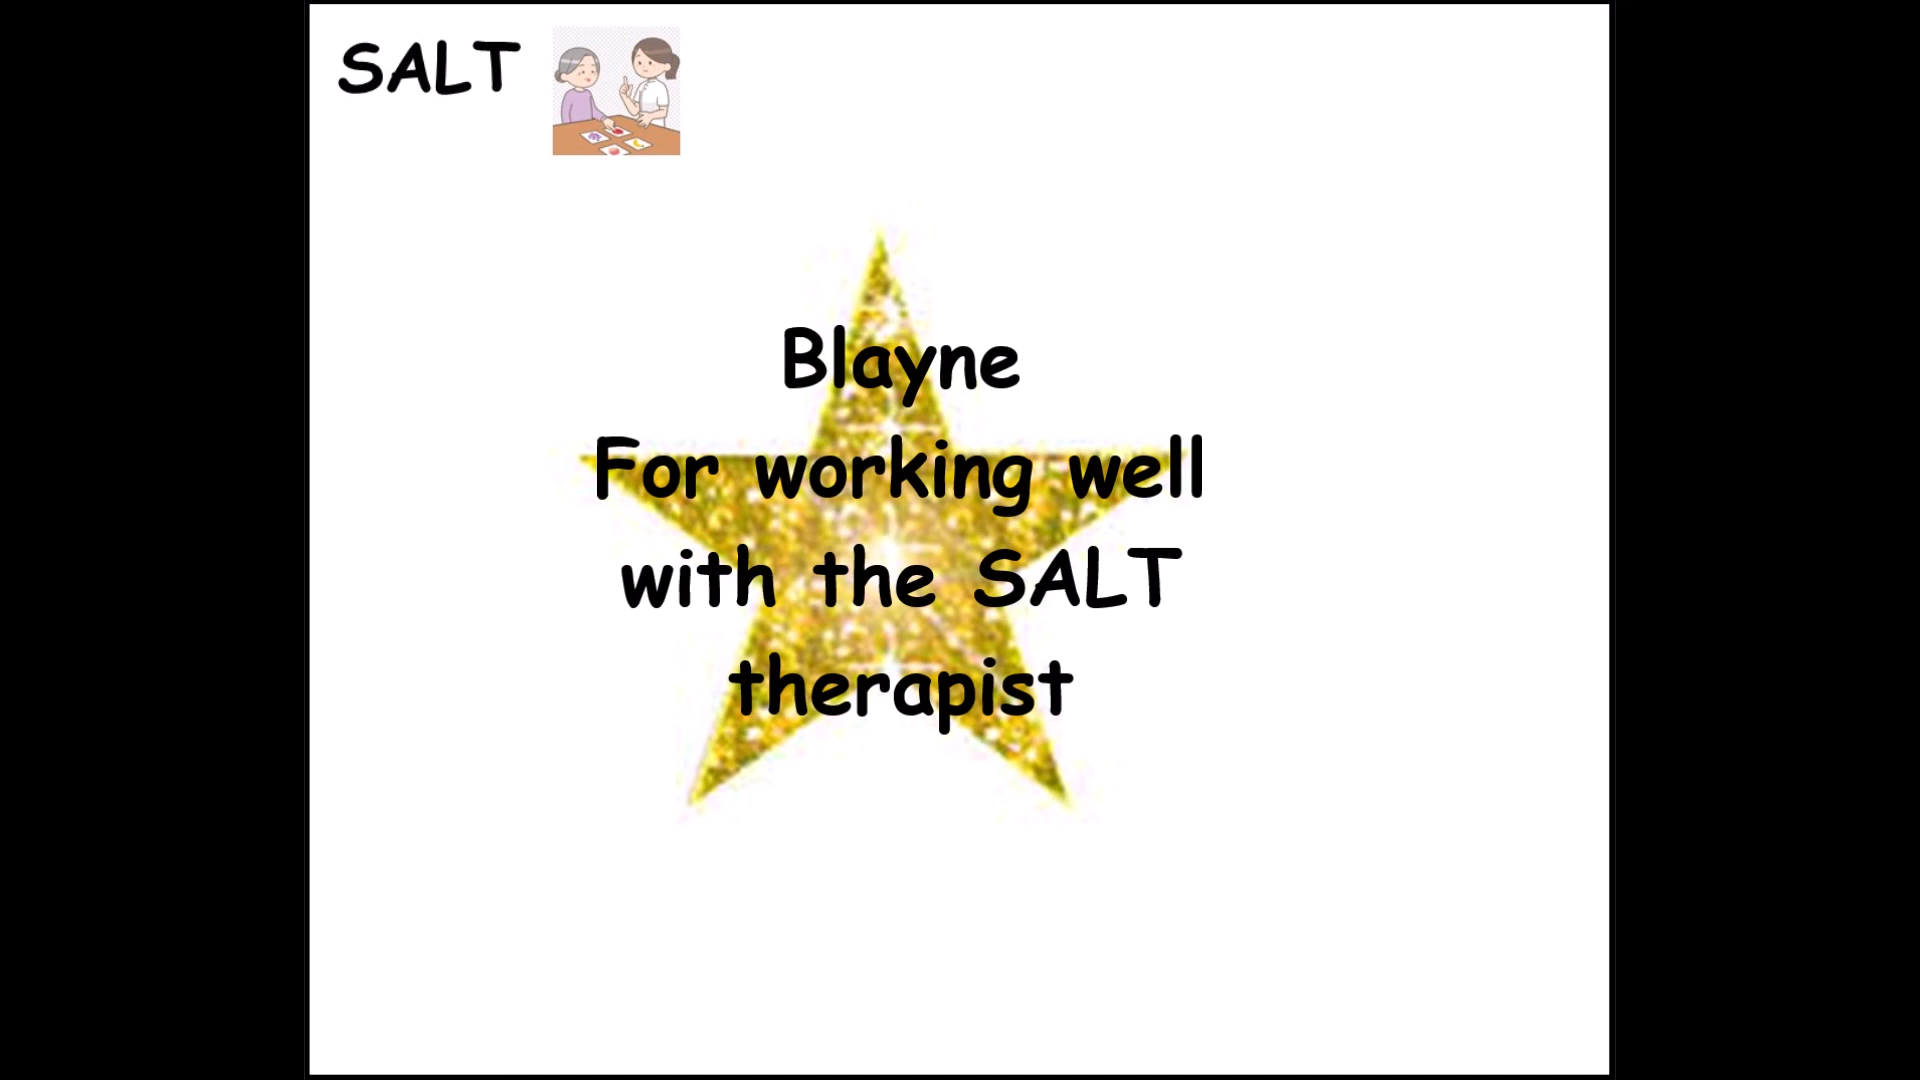 SALT
Blayne
For working well
with the SALT
therapist